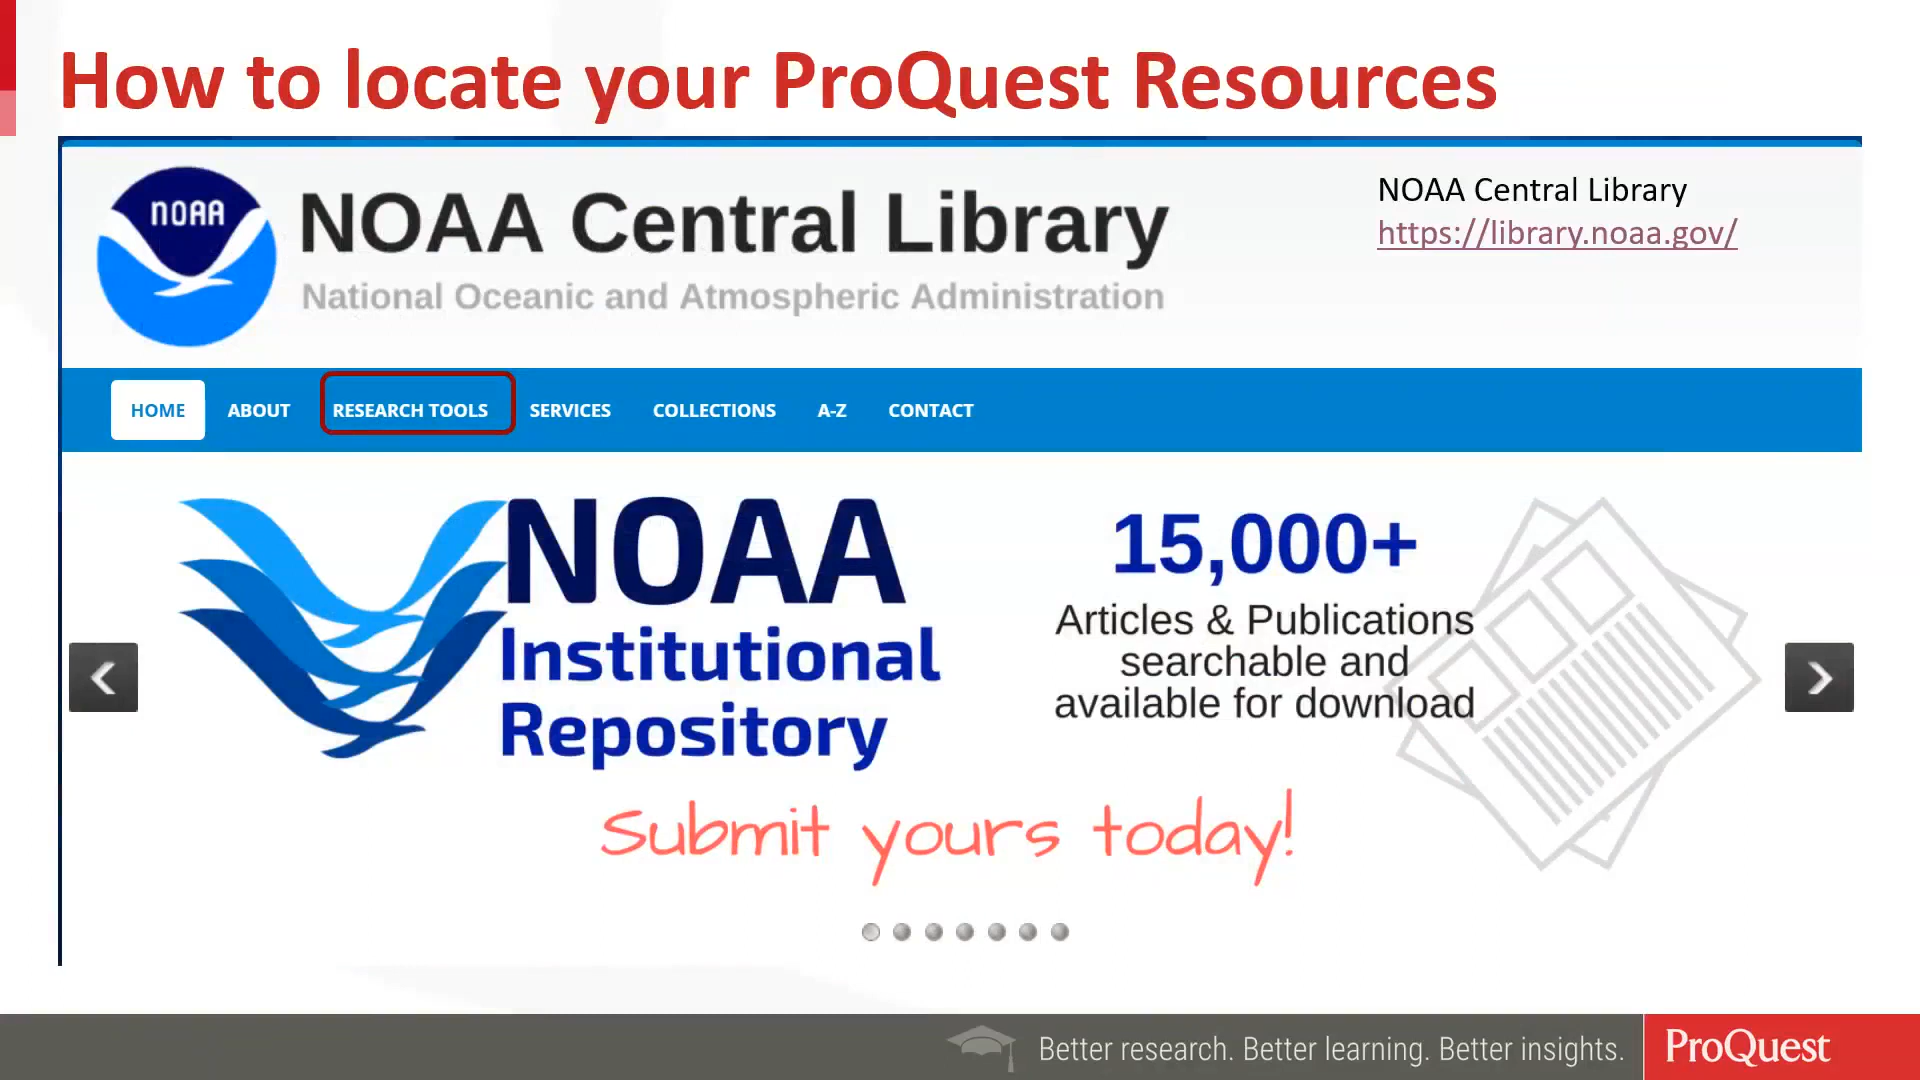 How to locate your ProQuest Resources
NOAA
NOAA Central Library
National Oceanic and Atmospheric Administration
NOAA Central Library
https://library.noaa.gov/
HOME ABOUT RESEARCH TOOLS SERVICES COLLECTIONS A-Z CONTACT
NOAA
Institutional
Repository
15,000+
Articles & Publications
searchable and
available for download
Submit yours today!
Better research. Better learning. Better insights.
ProQuest